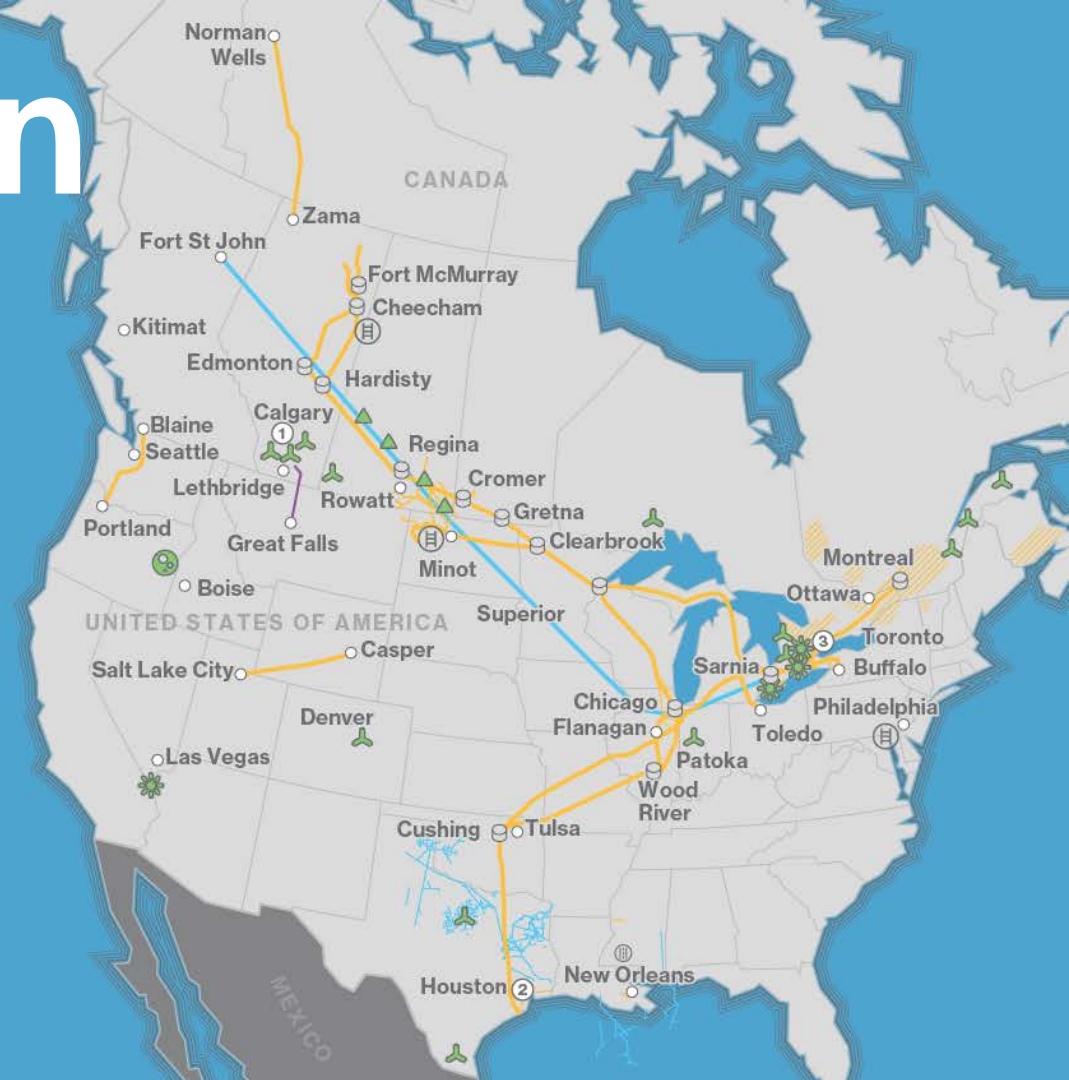 n
Norman
Wells
CANADA
Zama
Fort St John
Fort McMurray
Cheecham
Kitimat
Edmonton
Hardisty
Calgary
1
Blaine
Regina
Seattle
Cromer
Lethbridge
Rowatt
Gretna
Portland
Great Falls
Clearbrook
Montreal
Minot
Boise
Ottawa
Superior
UNITED STATES OF AMERICA
3
Toronto
Casper
Salt Lake City
Sarnia
Buffalo
Chicago
Philadelphia
Denver
Flanagan
Toledo
Las Vegas
Patoka
Wood
River
Cushing
Tulsa
New Orleans
Houston
2
MEXICO